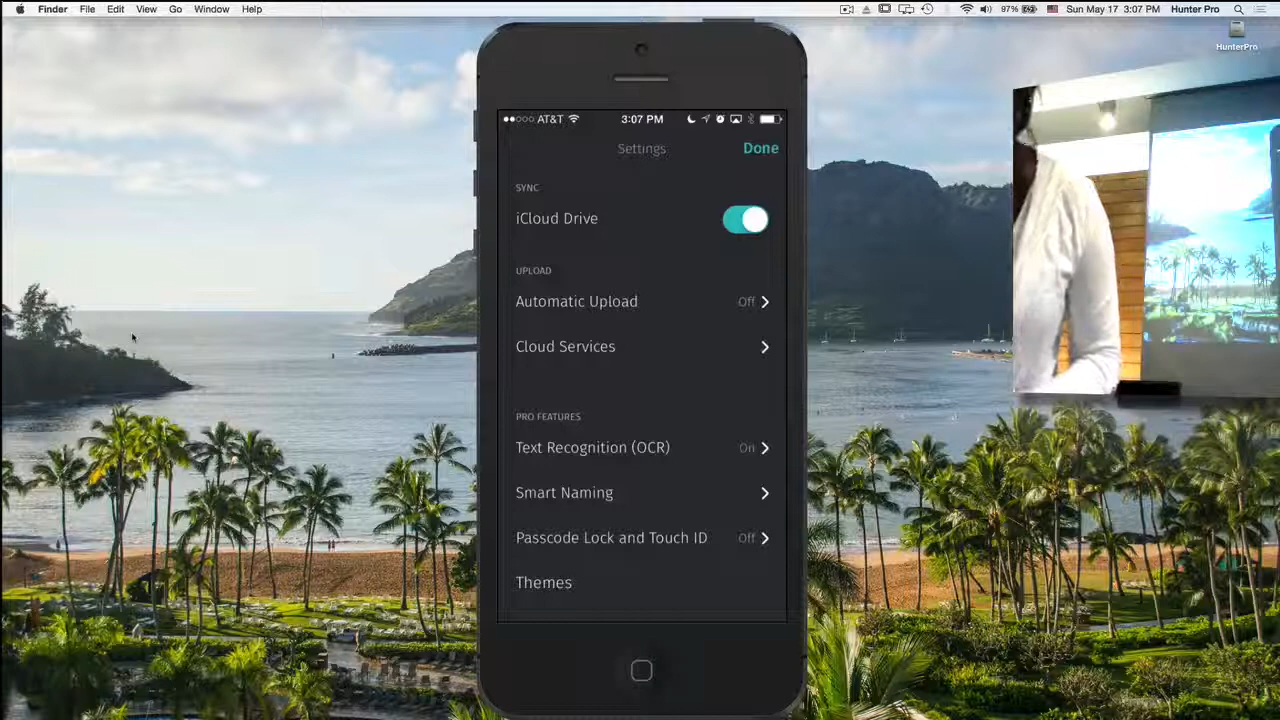 Finder File Edit View Go Window Help 97% Sun May 17 3:07 PM Hunter Pro
HunterPro
AT&T 3:07 PM
Settings Done
SYNC
iCloud Drive
UPLOAD
Automatic Upload Off
Cloud Services
PRO FEATURES
Text Recognition (OCR) On
Smart Naming
Passcode Lock and Touch ID Off
Themes